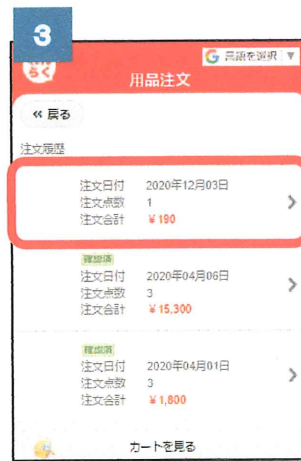 3
らく
G 言語を選択 ▼
用品注文
≪ 戻る
注文履歴
注文日付 2020年12月03日
注文点数 1
注文合計 ¥190
確認済
注文日付 2020年04月06日
注文点数 3
注文合計 ¥15,300
確認済
注文日付 2020年04月01日
注文点数 3
注文合計 ¥1,800
カートを見る